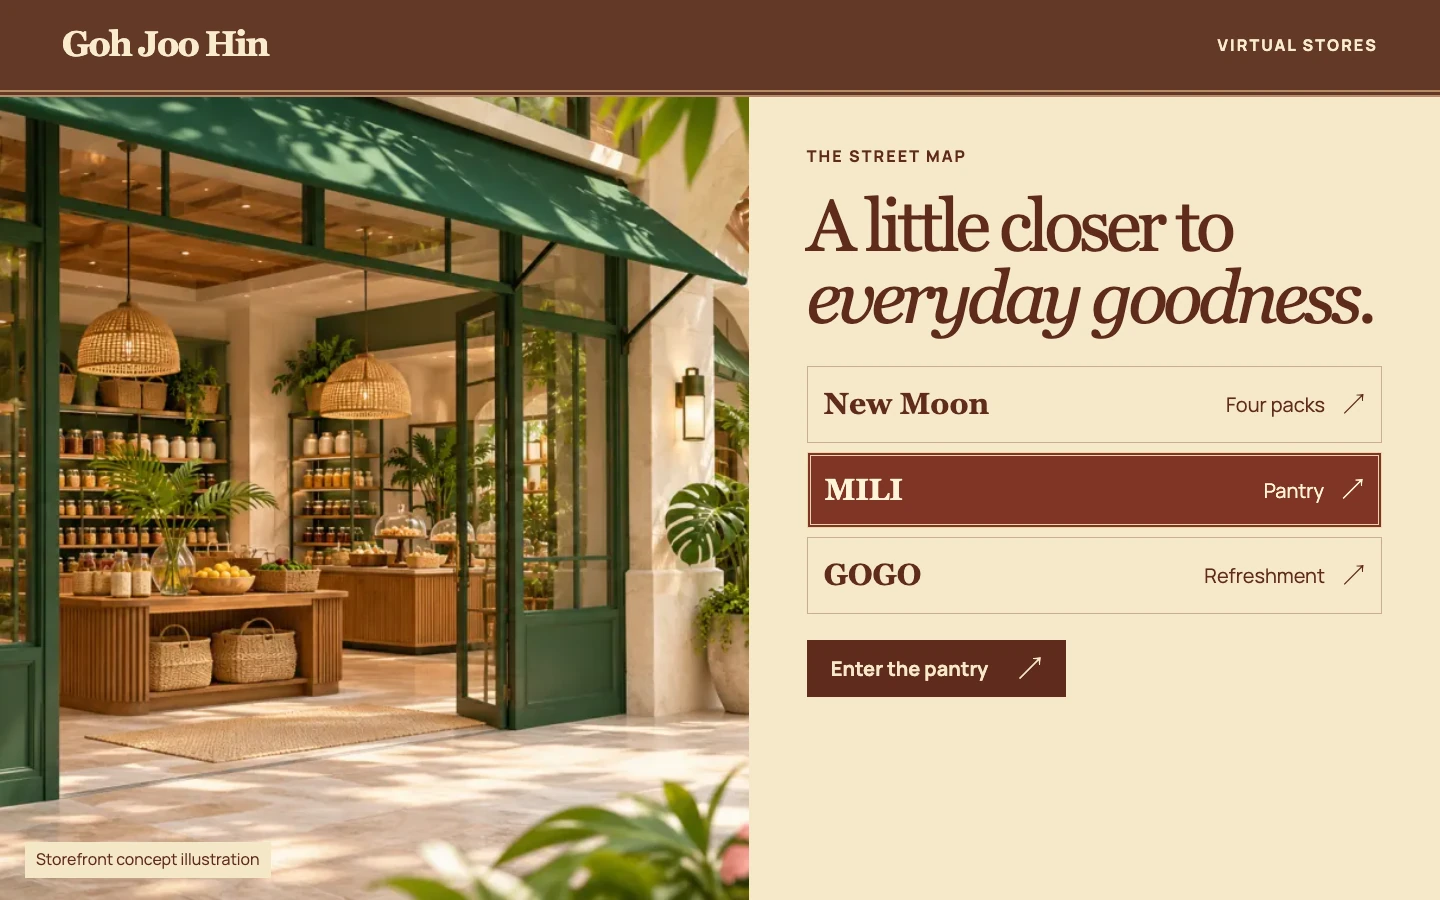 Goh Joo Hin
VIRTUAL STORES
THE STREET MAP
A little closer to
everyday goodness.
New Moon
Four packs
MILI
Pantry
GOGO
Refreshment
Enter the pantry
Storefront concept illustration